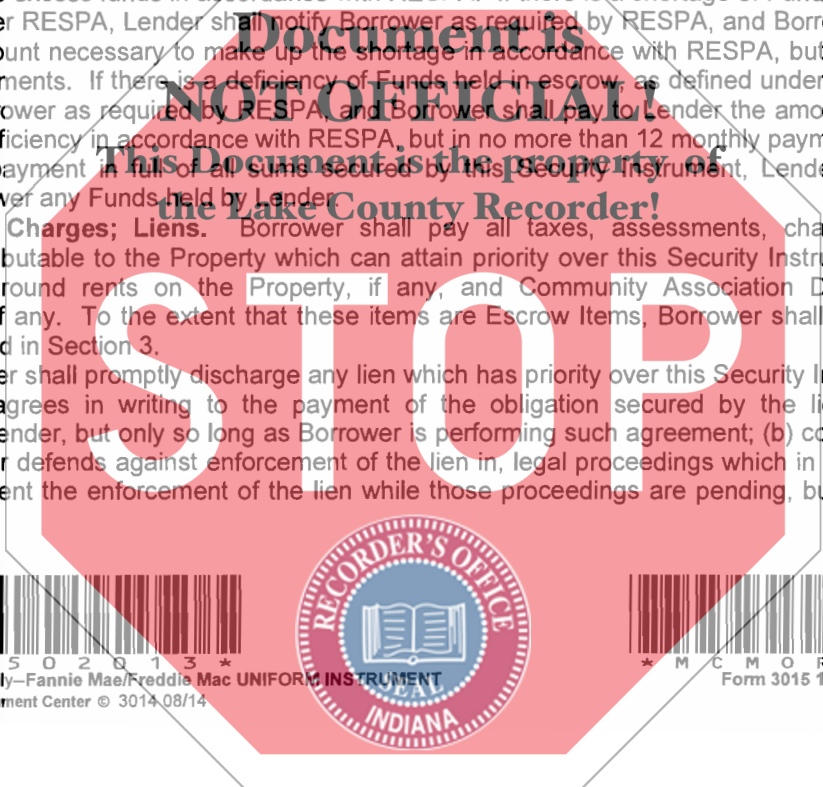 er RESPA, Lender shall notify Borrower as required by RESPA, and Borr
Document is
ount necessary to make up the shortage in accordance with RESPA, but
ments. If there is a deficiency of Funds held in escrow, as defined under
NOT OFFICIAL!
ower as required by RESPA, and Borrower shall pay to Lender the amo
ficiency in accordance with RESPA, but in no more than 12 monthly paym
This Document is the property of
ayment in full of all sums secured by this Security Instrument, Lende
wer any Funds held by Lender.
the Lake County Recorder!
Charges; Liens. Borrower shall pay all taxes, assessments, cha
butable to the Property which can attain priority over this Security Instru
round rents on the Property, if any, and Community Association D
f any. To the extent that these items are Escrow Items, Borrower shall
d in Section 3.
STOP
er shall promptly discharge any lien which has priority over this Security I
agrees in writing to the payment of the obligation secured by the li
ender, but only so long as Borrower is performing such agreement; (b) co
r defends against enforcement of the lien in, legal proceedings which in
ent the enforcement of the lien while those proceedings are pending, bu
RECORDER'S OFFICE
SEAL
INDIANA
5 0 2 0 1 3 *
* M C M O R
ly–Fannie Mae/Freddie Mac UNIFORM INSTRUMENT
Form 3015 1
ment Center © 3014 08/14